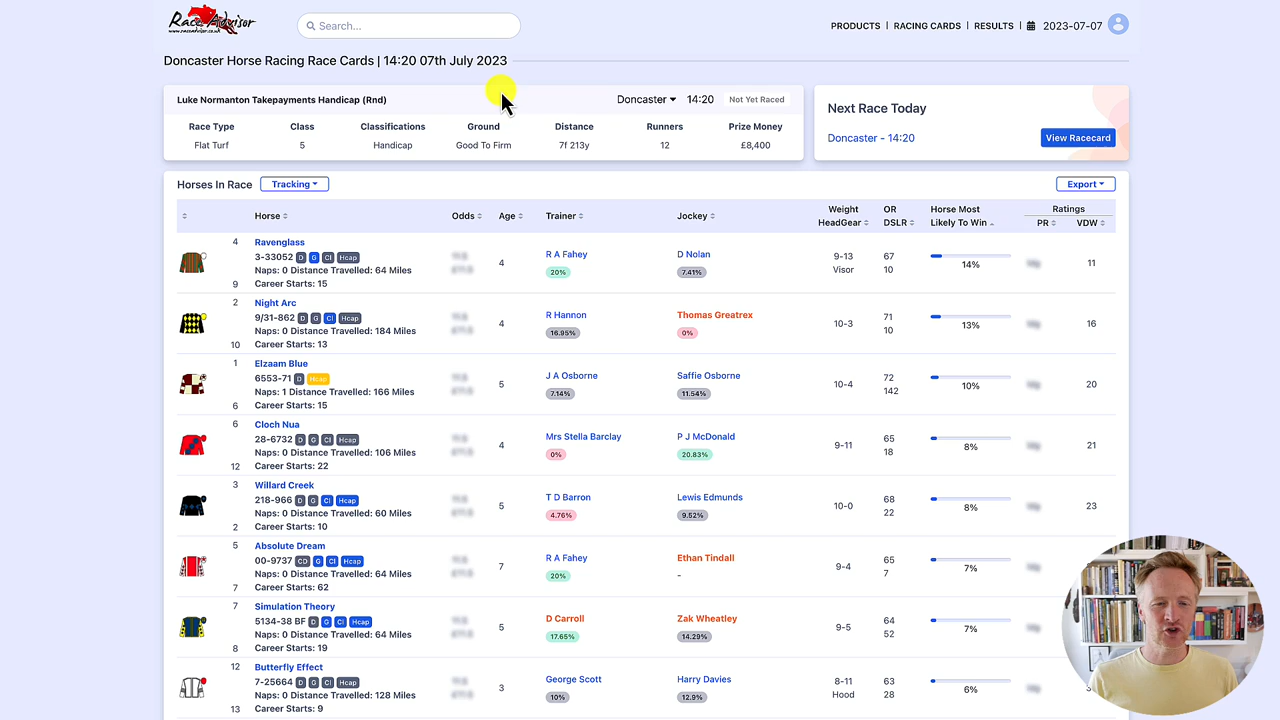 Race Advisor
www.raceadvisor.co.uk
Search...
PRODUCTS RACING CARDS RESULTS 2023-07-07
Doncaster Horse Racing Race Cards | 14:20 07th July 2023
Luke Normanton Takepayments Handicap (Rnd) Doncaster 14:20 Not Yet Raced
Race Type Class Classifications Ground Distance Runners Prize Money
Flat Turf 5 Handicap Good To Firm 7f 213y 12 £8,400
Next Race Today
Doncaster - 14:20 View Racecard
Horses In Race Tracking Export
Horse Odds Age Trainer Jockey Weight HeadGear OR DSLR Horse Most Likely To Win Ratings PR VDW
4 Ravenglass
3-33052 D G Cl Hcap
Naps: 0 Distance Travelled: 64 Miles
9 Career Starts: 15
4 R A Fahey 20% D Nolan 7.41% 9-13 Visor 67 10 14% 11
2 Night Arc
9/31-862 D G Cl Hcap
Naps: 0 Distance Travelled: 184 Miles
10 Career Starts: 13
4 R Hannon 16.95% Thomas Greatrex 0% 10-3 71 10 13% 16
1 Elzaam Blue
6553-71 D Hcap
Naps: 1 Distance Travelled: 166 Miles
6 Career Starts: 15
5 J A Osborne 7.14% Saffie Osborne 11.54% 10-4 72 142 10% 20
6 Cloch Nua
28-6732 D G Cl Hcap
Naps: 0 Distance Travelled: 106 Miles
12 Career Starts: 22
4 Mrs Stella Barclay 0% P J McDonald 20.83% 9-11 65 18 8% 21
3 Willard Creek
218-966 D G Cl Hcap
Naps: 0 Distance Travelled: 60 Miles
2 Career Starts: 10
5 T D Barron 4.76% Lewis Edmunds 9.52% 10-0 68 22 8% 23
5 Absolute Dream
00-9737 CD G Cl Hcap
Naps: 0 Distance Travelled: 64 Miles
7 Career Starts: 62
7 R A Fahey 20% Ethan Tindall - 9-4 65 7 7%
7 Simulation Theory
5134-38 BF D G Cl Hcap
Naps: 0 Distance Travelled: 64 Miles
8 Career Starts: 19
5 D Carroll 17.65% Zak Wheatley 14.29% 9-5 64 52 7%
12 Butterfly Effect
7-25664 D G Cl Hcap
Naps: 0 Distance Travelled: 128 Miles
13 Career Starts: 9
3 George Scott 10% Harry Davies 12.9% 8-11 Hood 63 28 6%